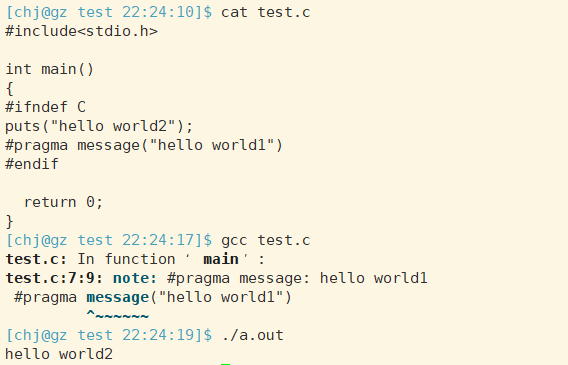 [chj@gz test 22:24:10]$ cat test.c
#include<stdio.h>
int main()
{
#ifndef C
puts("hello world2");
#pragma message("hello world1")
#endif
return 0;
}
[chj@gz test 22:24:17]$ gcc test.c
test.c: In function ‘ main’ :
test.c:7:9: note: #pragma message: hello world1
#pragma message("hello world1")
^~~~~~~
[chj@gz test 22:24:19]$ ./a.out
hello world2